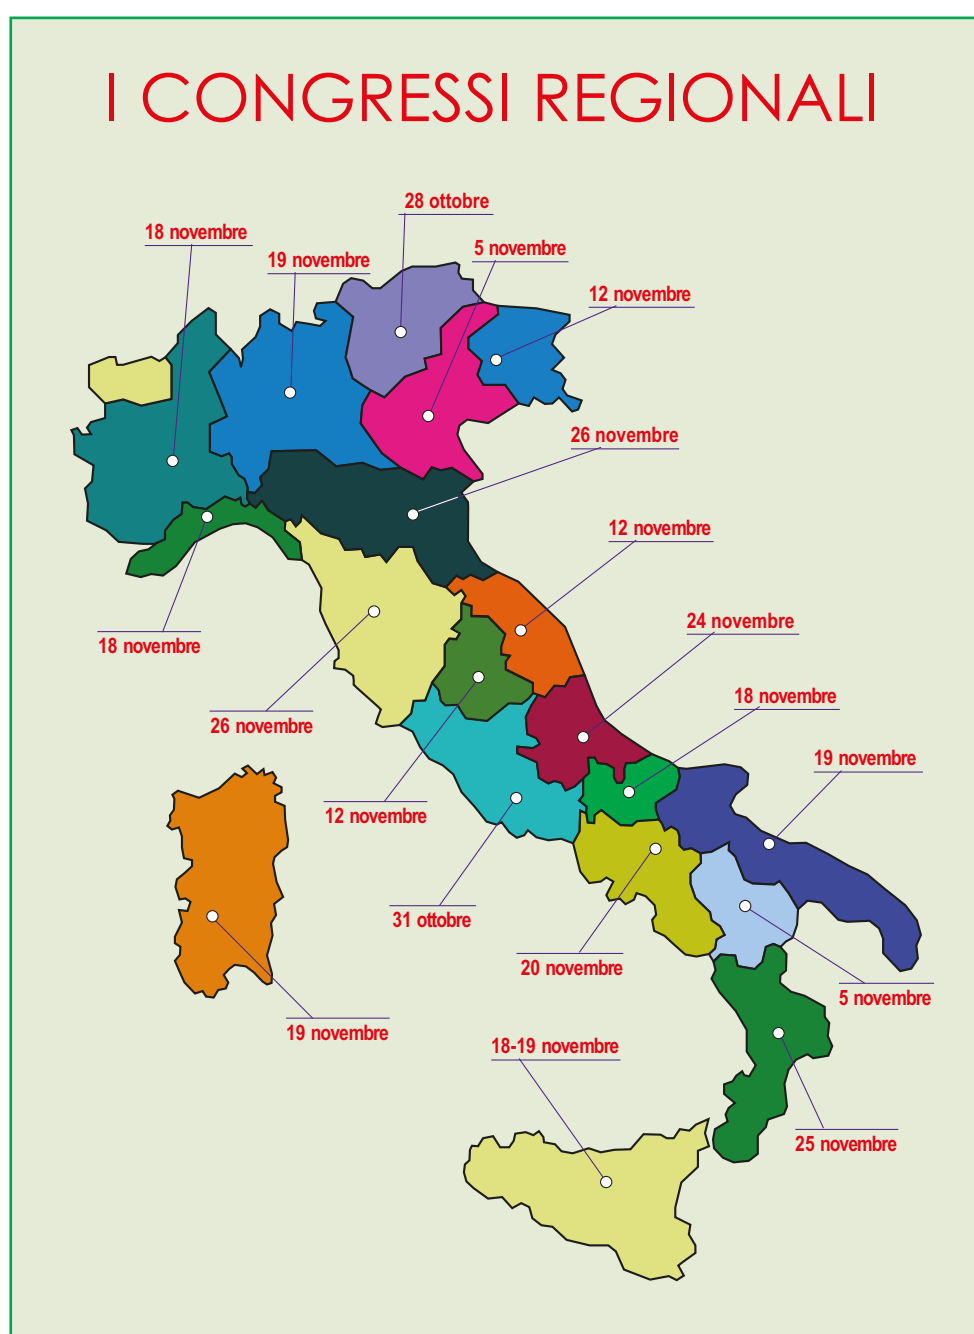 I CONGRESSI REGIONALI
28 ottobre
18 novembre
5 novembre
19 novembre
12 novembre
26 novembre
12 novembre
24 novembre
18 novembre
18 novembre
26 novembre
19 novembre
12 novembre
31 ottobre
20 novembre
5 novembre
19 novembre
18-19 novembre
25 novembre